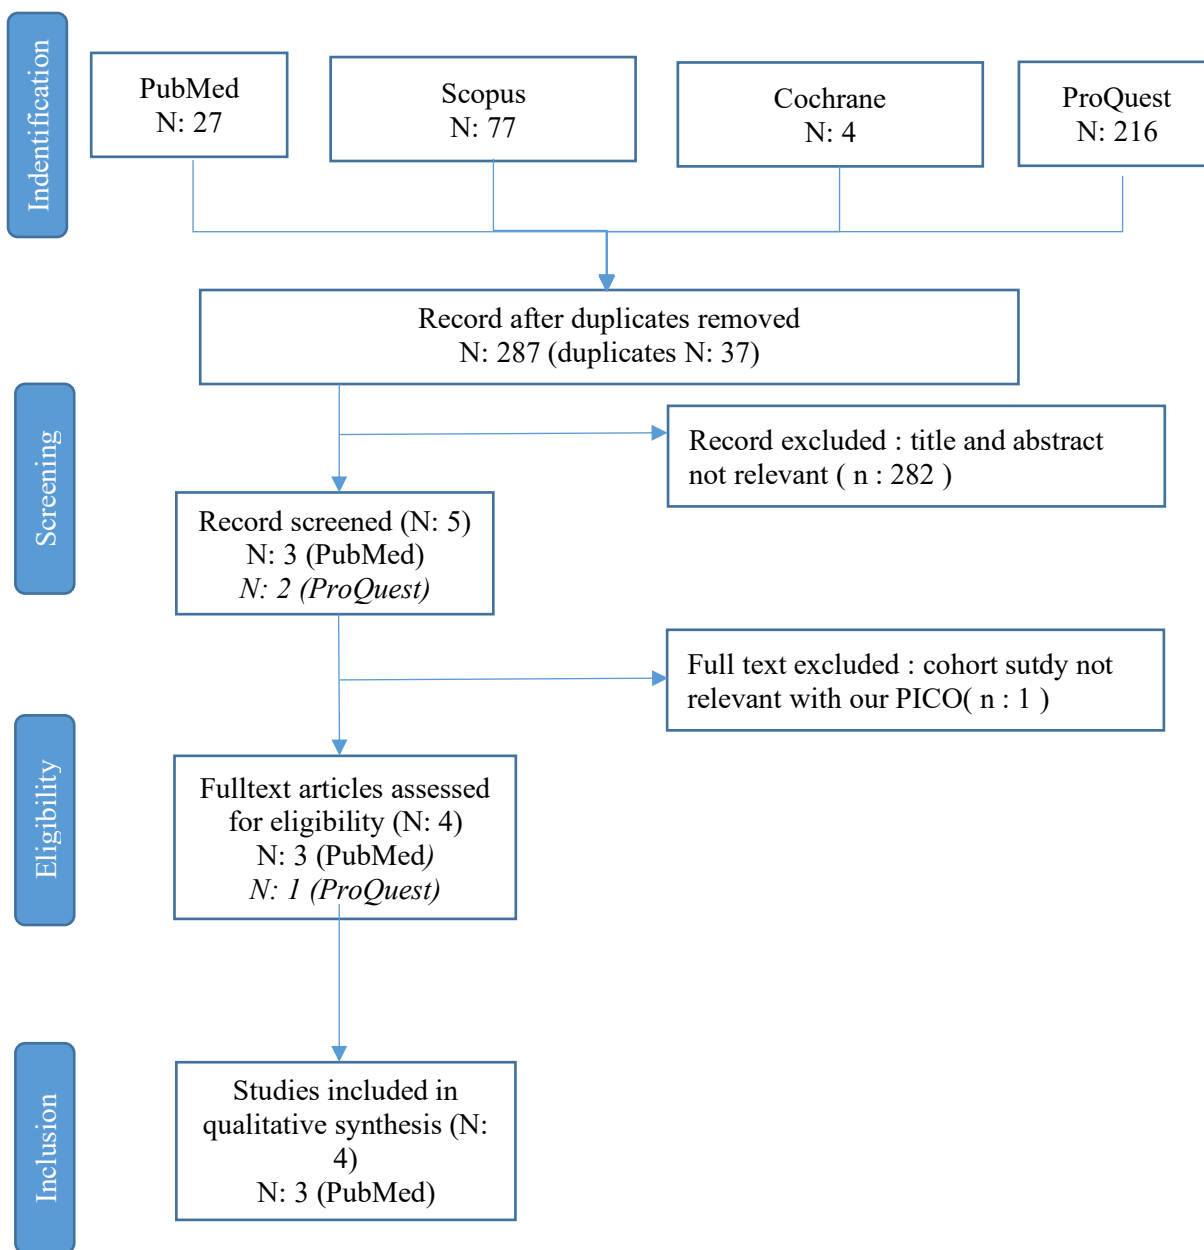 Indentification
PubMed
N: 27
Scopus
N: 77
Cochrane
N: 4
ProQuest
N: 216
Record after duplicates removed
N: 287 (duplicates N: 37)
Screening
Record excluded : title and abstract
not relevant ( n : 282 )
Record screened (N: 5)
N: 3 (PubMed)
N: 2 (ProQuest)
Full text excluded : cohort sutdy not
relevant with our PICO( n : 1 )
Eligibility
Fulltext articles assessed
for eligibility (N: 4)
N: 3 (PubMed)
N: 1 (ProQuest)
Inclusion
Studies included in
qualitative synthesis (N:
4)
N: 3 (PubMed)